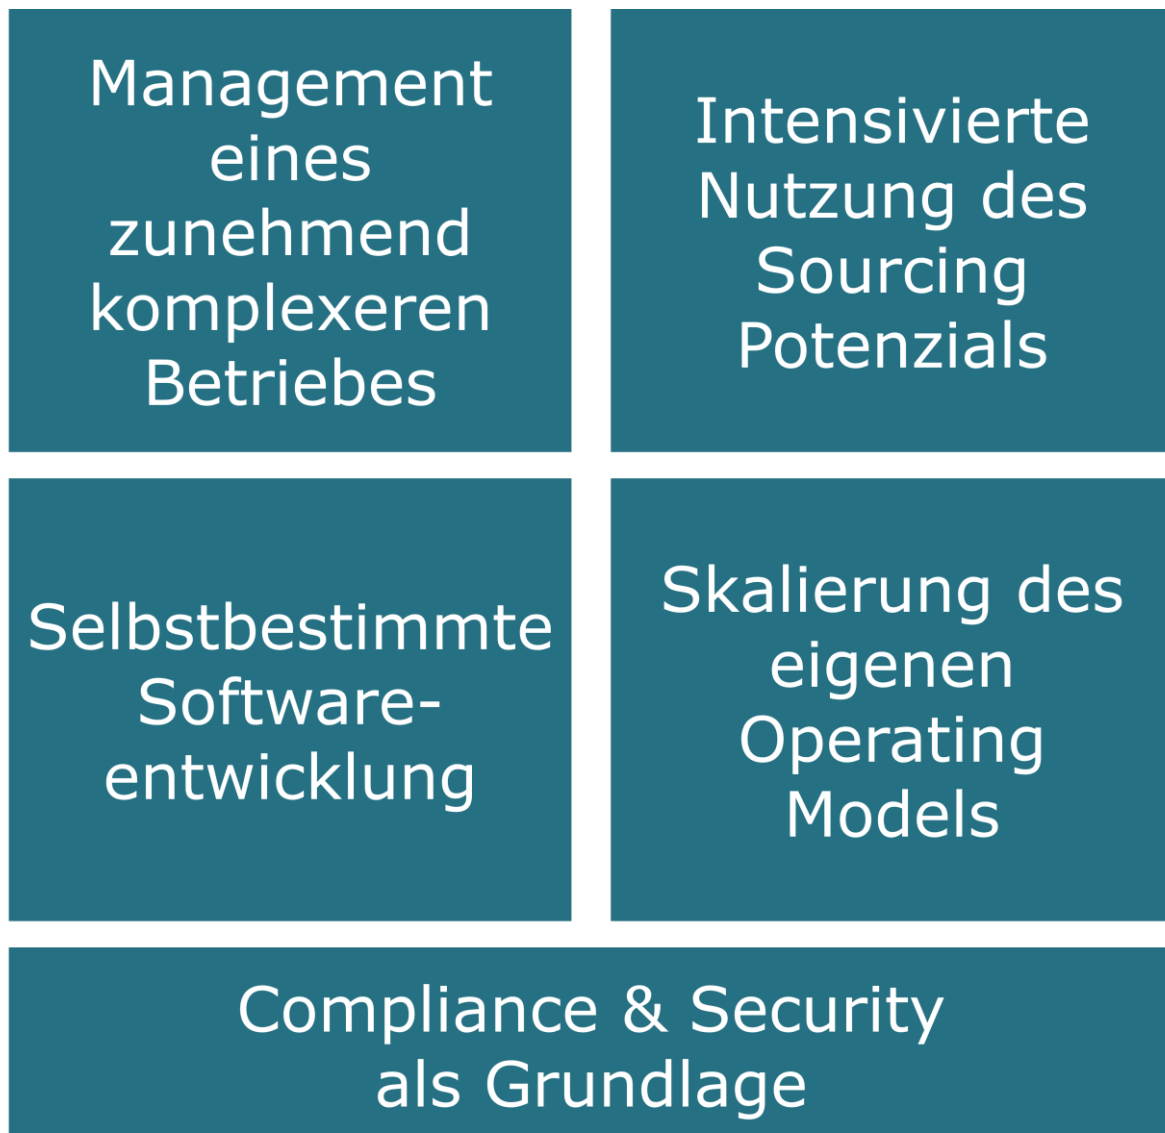 Management
eines
zunehmend
komplexeren
Betriebes
Intensivierte
Nutzung des
Sourcing
Potenzials
Selbstbestimmte
Software-
entwicklung
Skalierung des
eigenen
Operating
Models
Compliance & Security
als Grundlage